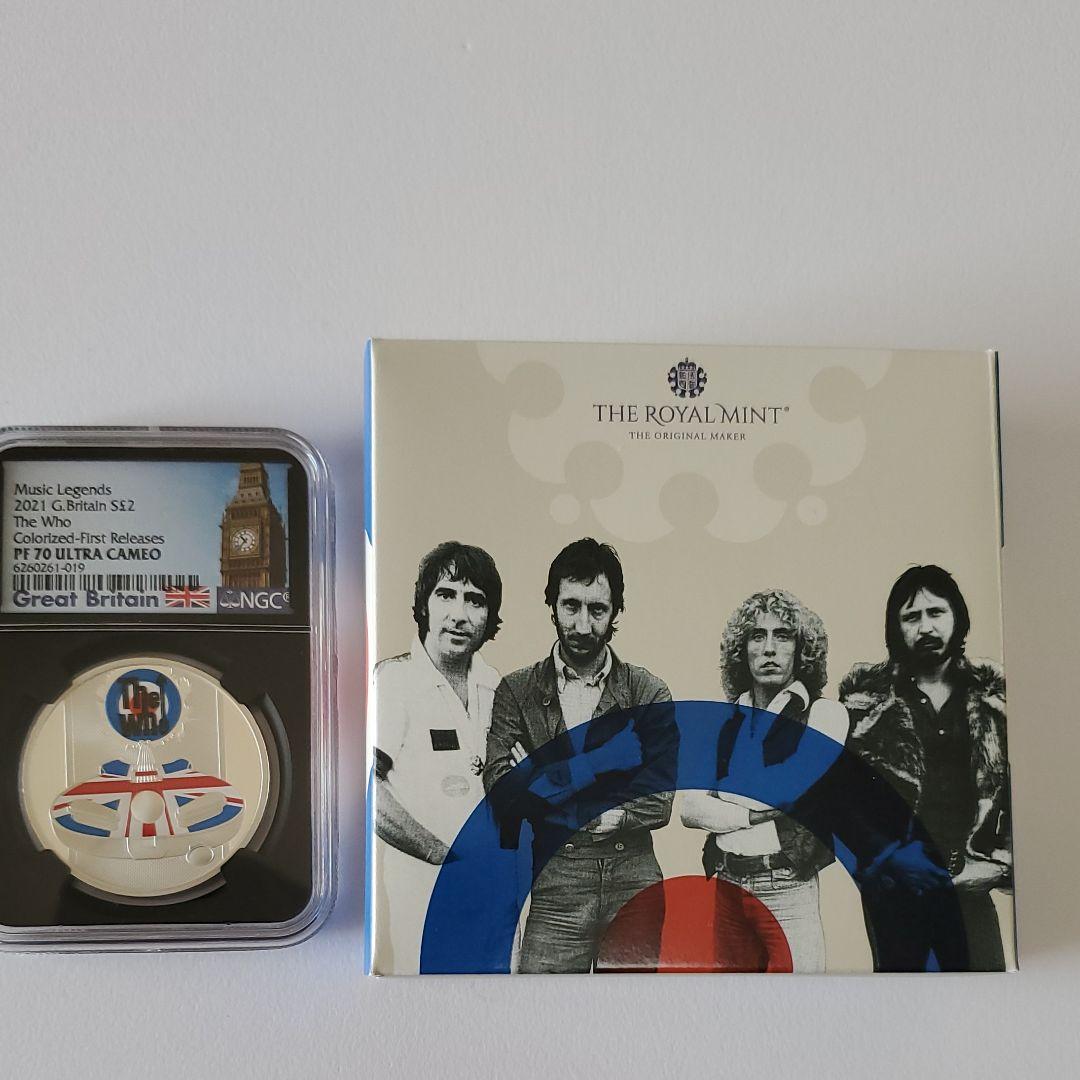 Music Legends
2021 G.Britain S£2
The Who
Colorized-First Releases
PF 70 ULTRA CAMEO
6260261-019
Great Britain NGC®
The
Who
THE ROYAL MINT®
THE ORIGINAL MAKER